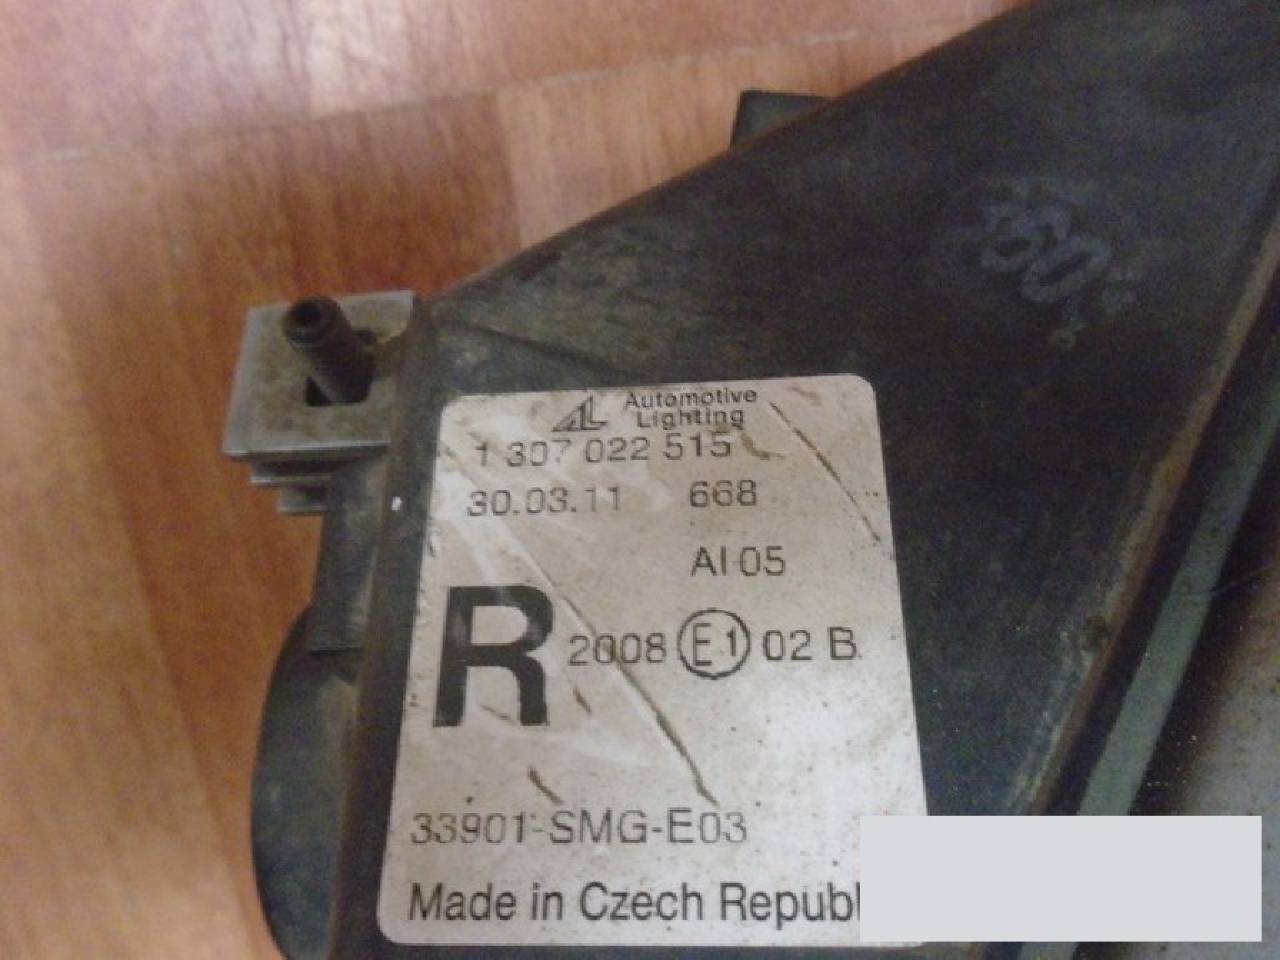 AL Automotive
Lighting
1 307 022 515
30.03.11 668
AI 05
R 2008 E1 02 B
33901-SMG-E03
Made in Czech